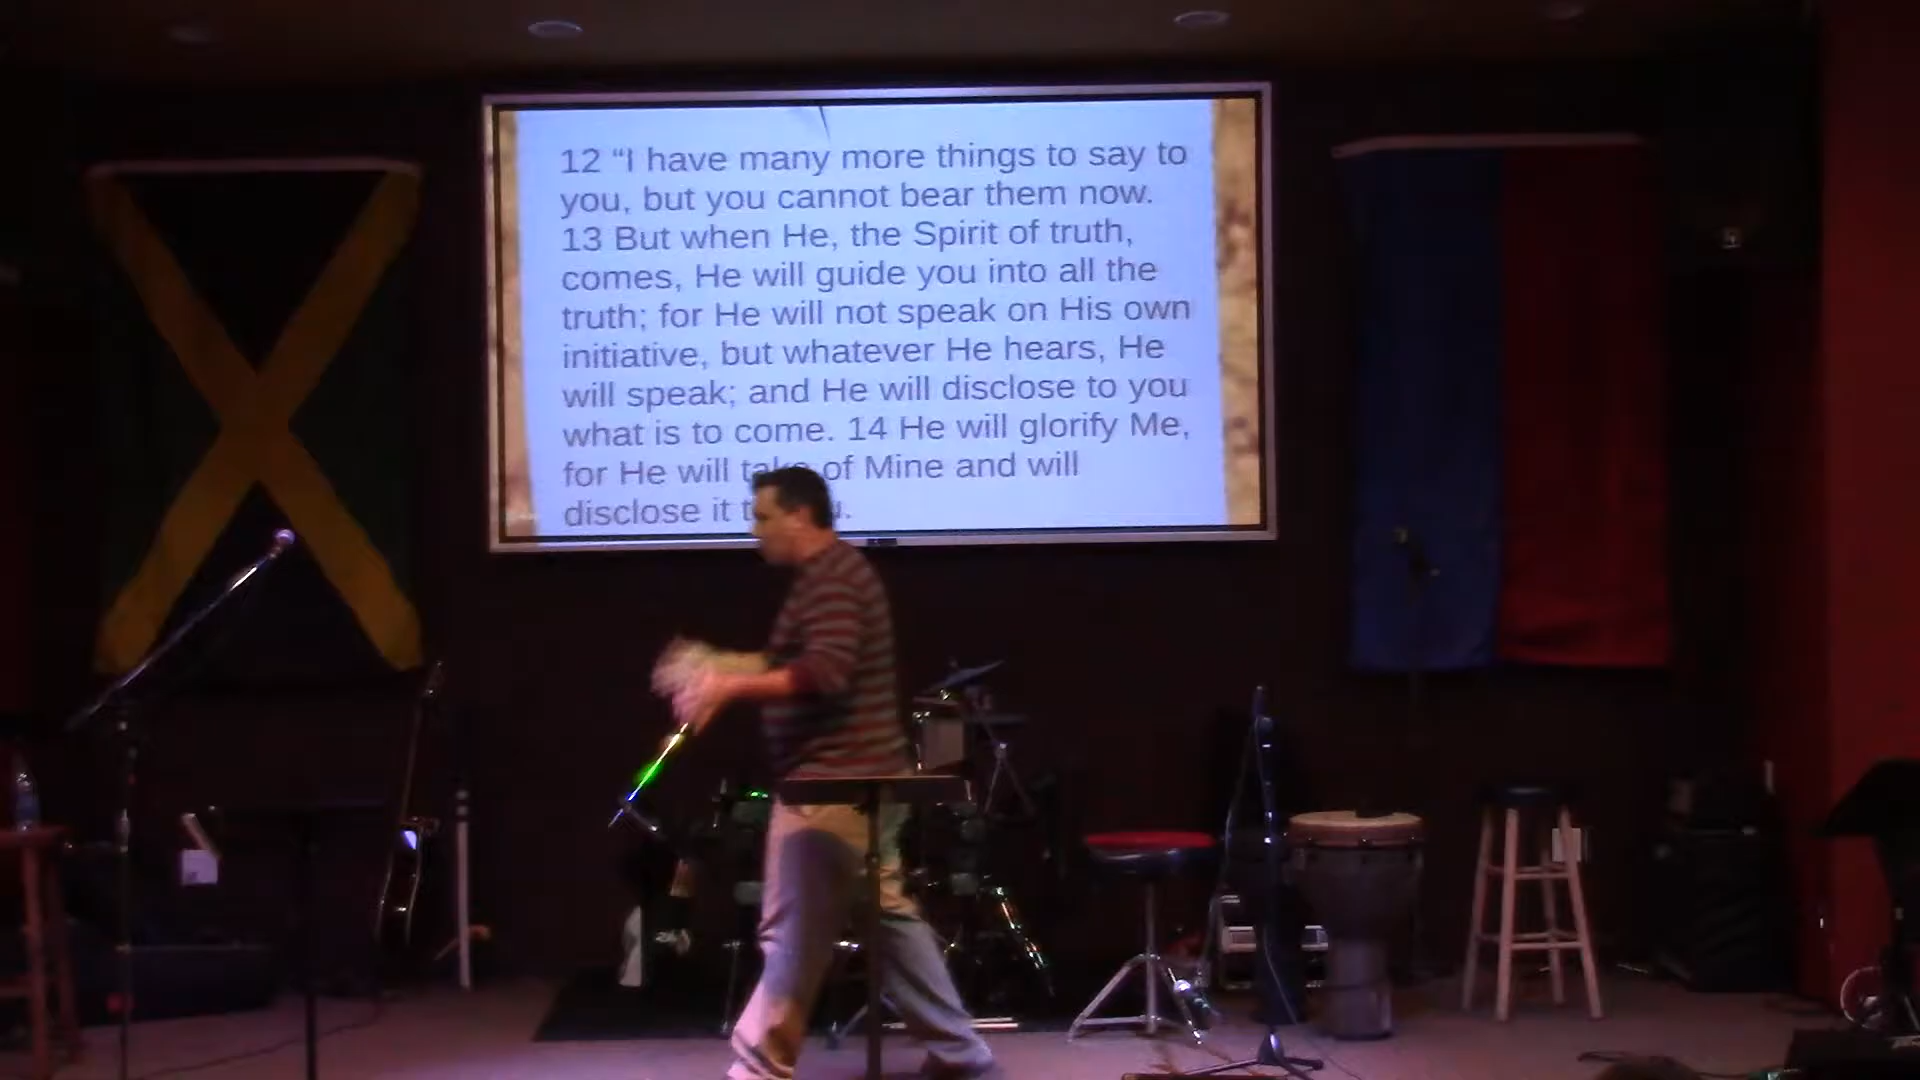 12 “I have many more things to say to
you, but you cannot bear them now.
13 But when He, the Spirit of truth,
comes, He will guide you into all the
truth; for He will not speak on His own
initiative, but whatever He hears, He
will speak; and He will disclose to you
what is to come. 14 He will glorify Me,
for He will take of Mine and will
disclose it